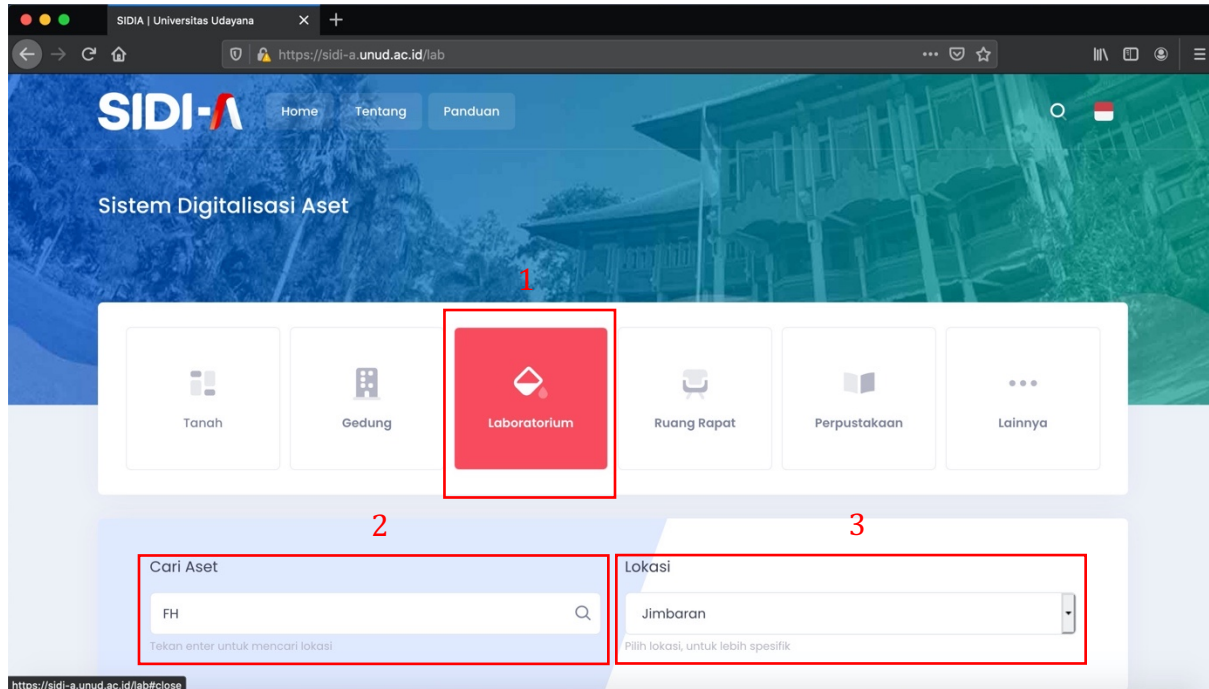 SIDIA | Universitas Udayana
https://sidi-a.unud.ac.id/lab
SIDI-A Home Tentang Panduan
Sistem Digitalisasi Aset
1
Tanah Gedung Laboratorium Ruang Rapat Perpustakaan Lainnya
2 3
Cari Aset Lokasi
FH Jimbaran
Tekan enter untuk mencari lokasi Pilih lokasi, untuk lebih spesifik
https://sidi-a.unud.ac.id/lab#close